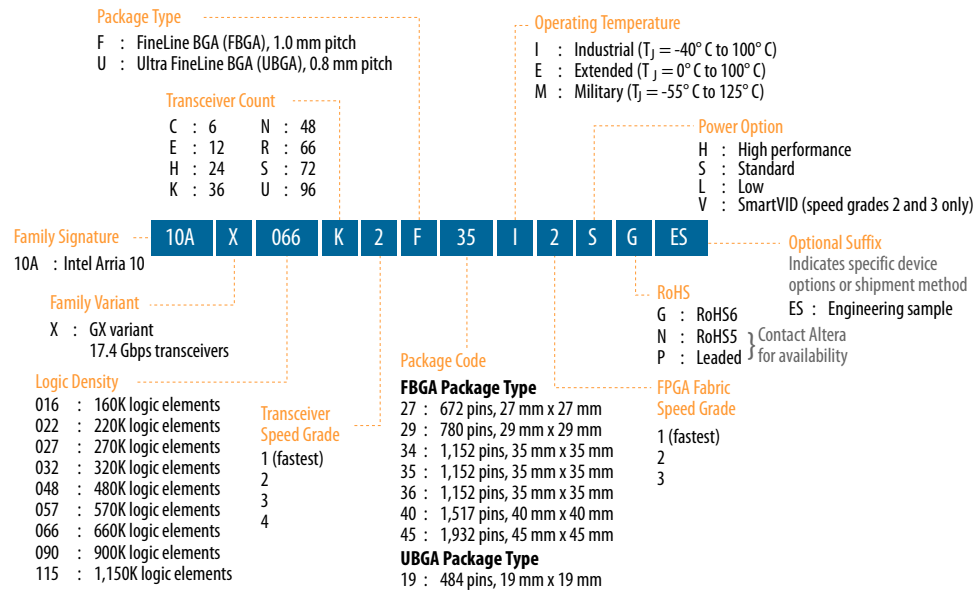 Package Type
F : FineLine BGA (FBGA), 1.0 mm pitch
U : Ultra FineLine BGA (UBGA), 0.8 mm pitch
Operating Temperature
I : Industrial (TJ = -40° C to 100° C)
E : Extended (TJ = 0° C to 100° C)
M : Military (TJ = -55° C to 125° C)
Transceiver Count
C : 6 N : 48
E : 12 R : 66
H : 24 S : 72
K : 36 U : 96
Power Option
H : High performance
S : Standard
L : Low
V : SmartVID (speed grades 2 and 3 only)
Family Signature
10A : Intel Arria 10
10A X 066 K 2 F 35 I 2 S G ES
Optional Suffix
Indicates specific device
options or shipment method
ES : Engineering sample
Family Variant
X : GX variant
17.4 Gbps transceivers
RoHS
G : RoHS6
N : RoHS5
P : Leaded
} Contact Altera
for availability
Logic Density
016 : 160K logic elements
022 : 220K logic elements
027 : 270K logic elements
032 : 320K logic elements
048 : 480K logic elements
057 : 570K logic elements
066 : 660K logic elements
090 : 900K logic elements
115 : 1,150K logic elements
Transceiver
Speed Grade
1 (fastest)
2
3
4
Package Code
FBGA Package Type
27 : 672 pins, 27 mm x 27 mm
29 : 780 pins, 29 mm x 29 mm
34 : 1,152 pins, 35 mm x 35 mm
35 : 1,152 pins, 35 mm x 35 mm
36 : 1,152 pins, 35 mm x 35 mm
40 : 1,517 pins, 40 mm x 40 mm
45 : 1,932 pins, 45 mm x 45 mm
UBGA Package Type
19 : 484 pins, 19 mm x 19 mm
FPGA Fabric
Speed Grade
1 (fastest)
2
3